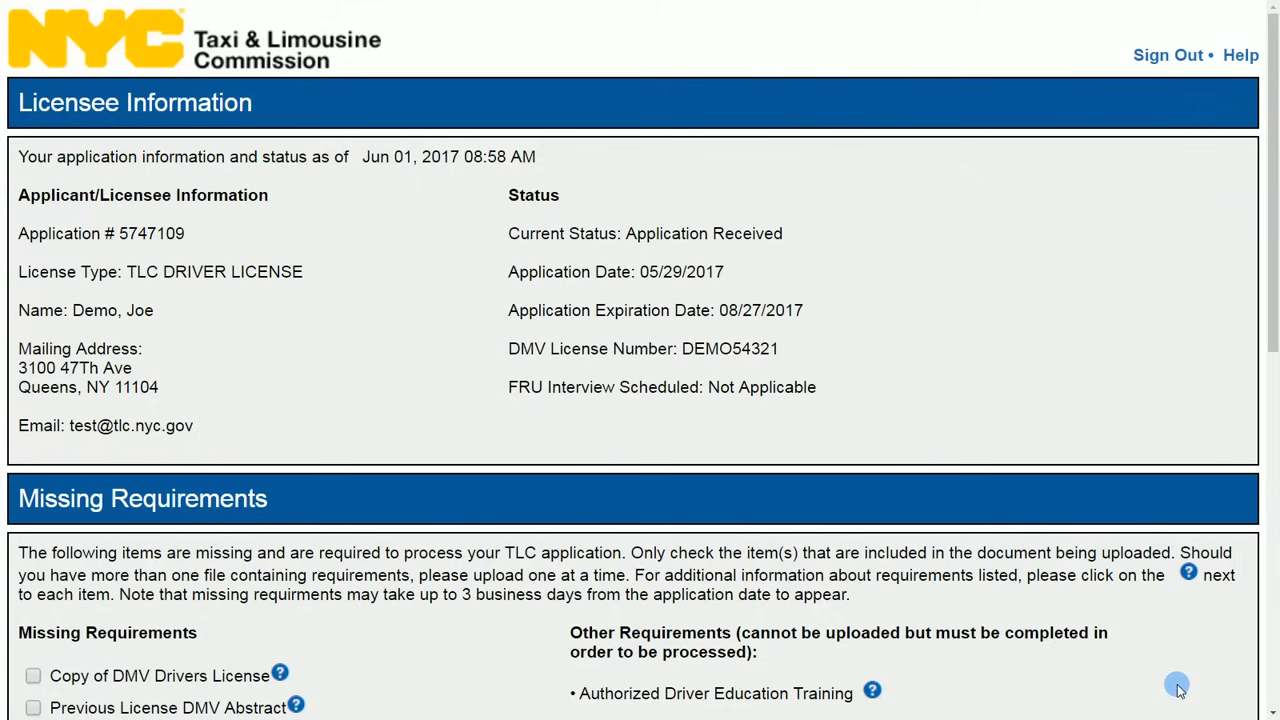 NYC Taxi & Limousine
Commission
Sign Out • Help
Licensee Information
Your application information and status as of Jun 01, 2017 08:58 AM
Applicant/Licensee Information
Application # 5747109
License Type: TLC DRIVER LICENSE
Name: Demo, Joe
Mailing Address:
3100 47Th Ave
Queens, NY 11104
Email: test@tlc.nyc.gov
Status
Current Status: Application Received
Application Date: 05/29/2017
Application Expiration Date: 08/27/2017
DMV License Number: DEMO54321
FRU Interview Scheduled: Not Applicable
Missing Requirements
The following items are missing and are required to process your TLC application. Only check the item(s) that are included in the document being uploaded. Should
you have more than one file containing requirements, please upload one at a time. For additional information about requirements listed, please click on the ? next
to each item. Note that missing requirments may take up to 3 business days from the application date to appear.
Missing Requirements
Copy of DMV Drivers License ?
Previous License DMV Abstract ?
Other Requirements (cannot be uploaded but must be completed in
order to be processed):
• Authorized Driver Education Training ?